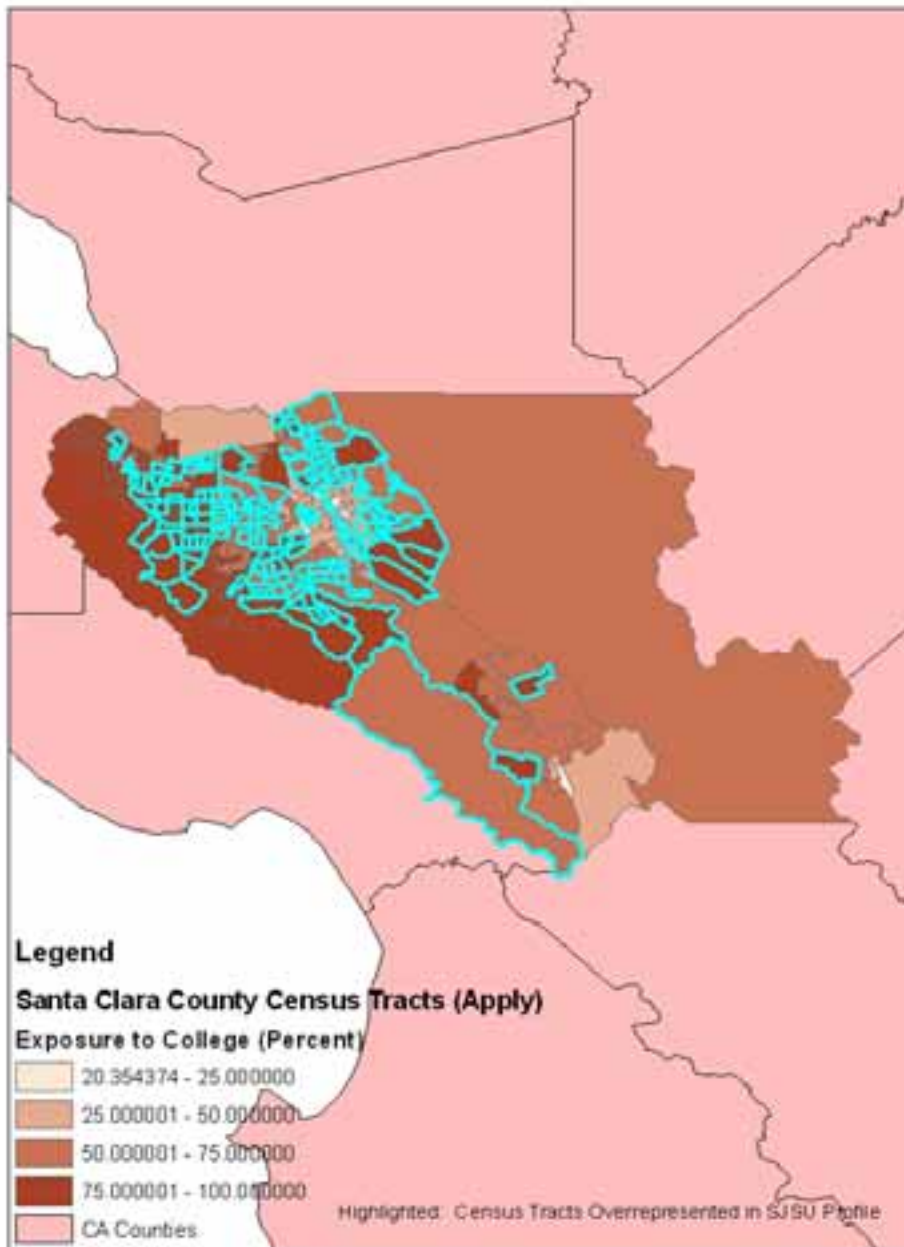 Legend
Santa Clara County Census Tracts (Apply)
Exposure to College (Percent)
20.354374 - 25.000000
25.000001 - 50.000000
50.000001 - 75.000000
75.000001 - 100.000000
CA Counties
Highlighted: Census Tracts Overrepresented in SJSU Profile